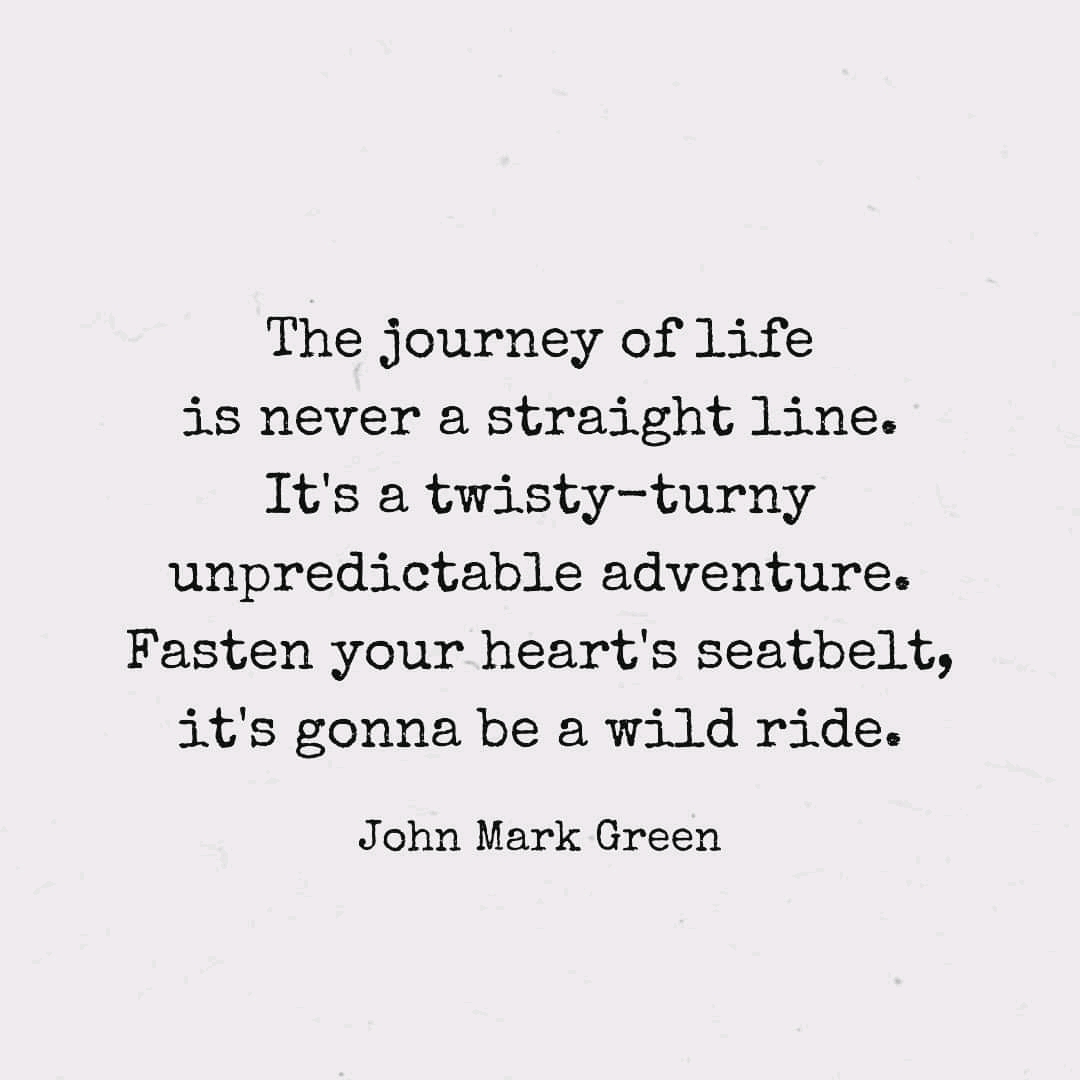 The journey of life
is never a straight line.
It's a twisty-turny
unpredictable adventure.
Fasten your heart's seatbelt,
it's gonna be a wild ride.
John Mark Green